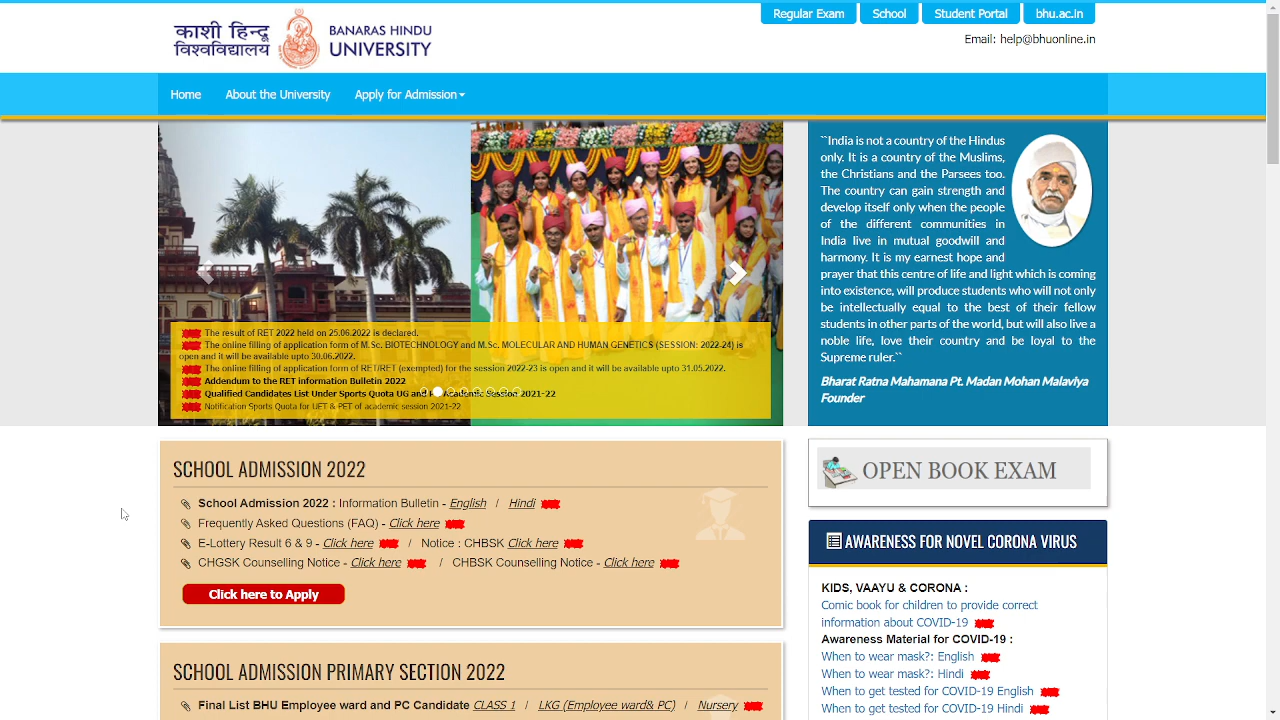 काशी हिन्दू
विश्वविद्यालय
BANARAS HINDU
UNIVERSITY
Regular Exam
School
Student Portal
bhu.ac.in
Email: help@bhuonline.in
Home
About the University
Apply for Admission
The result of RET 2022 held on 25.06.2022 is declared.
The online filling of application form of M.Sc. BIOTECHNOLOGY and M.Sc. MOLECULAR AND HUMAN GENETICS (SESSION: 2022-24) is
open and it will be available upto 30.06.2022.
The online filling of application form of RET/RET (exempted) for the session 2022-23 is open and it will be available upto 31.05.2022.
Addendum to the RET information Bulletin 2022
Qualified Candidates List Under Sports Quota UG and Academic Session 2021-22
Notification Sports Quota for UET & PET of academic session 2021-22
``India is not a country of the Hindus
only. It is a country of the Muslims,
the Christians and the Parsees too.
The country can gain strength and
develop itself only when the people
of the different communities in
India live in mutual goodwill and
harmony. It is my earnest hope and
prayer that this centre of life and light which is coming
into existence, will produce students who will not only
be intellectually equal to the best of their fellow
students in other parts of the world, but will also live a
noble life, love their country and be loyal to the
Supreme ruler.``
Bharat Ratna Mahamana Pt. Madan Mohan Malaviya
Founder
SCHOOL ADMISSION 2022
School Admission 2022 : Information Bulletin - English / Hindi
Frequently Asked Questions (FAQ) - Click here
E-Lottery Result 6 & 9 - Click here / Notice : CHBSK Click here
CHGSK Counselling Notice - Click here / CHBSK Counselling Notice - Click here
Click here to Apply
SCHOOL ADMISSION PRIMARY SECTION 2022
Final List BHU Employee ward and PC Candidate CLASS 1 / LKG (Employee ward& PC) / Nursery
OPEN BOOK EXAM
AWARENESS FOR NOVEL CORONA VIRUS
KIDS, VAAYU & CORONA :
Comic book for children to provide correct
information about COVID-19
Awareness Material for COVID-19 :
When to wear mask?: English
When to wear mask?: Hindi
When to get tested for COVID-19 English
When to get tested for COVID-19 Hindi